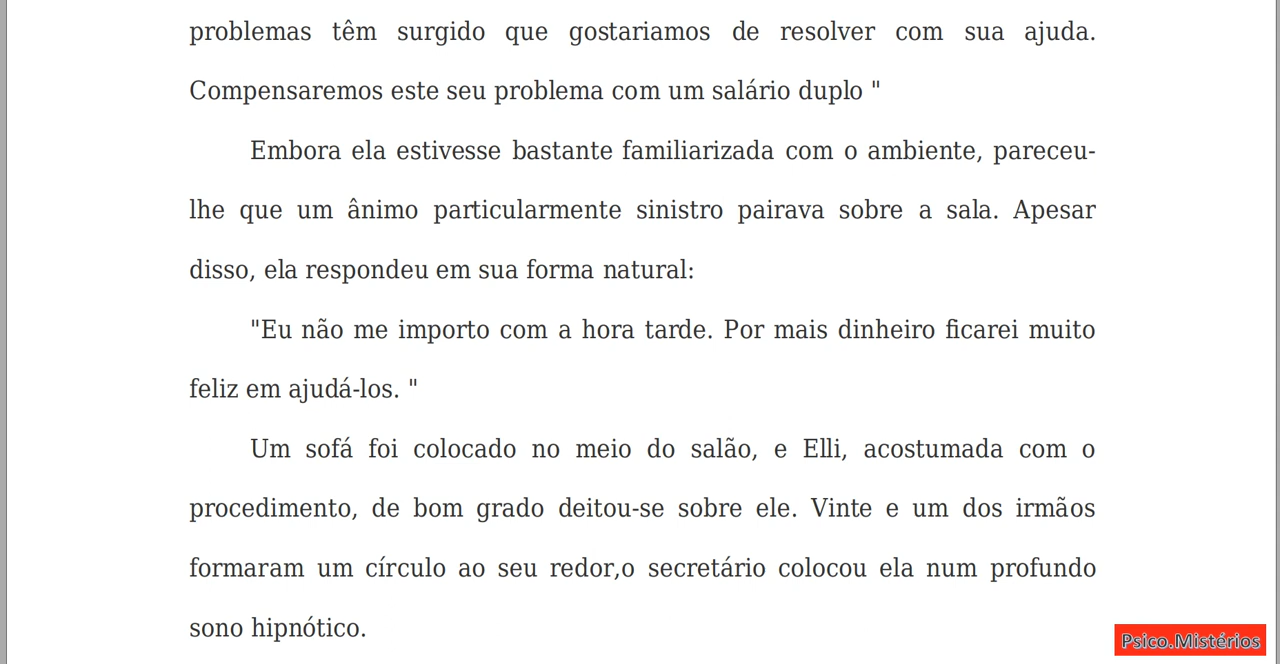 problemas têm surgido que gostariamos de resolver com sua ajuda.
Compensaremos este seu problema com um salário duplo "
Embora ela estivesse bastante familiarizada com o ambiente, pareceu-
lhe que um ânimo particularmente sinistro pairava sobre a sala. Apesar
disso, ela respondeu em sua forma natural:
"Eu não me importo com a hora tarde. Por mais dinheiro ficarei muito
feliz em ajudá-los. "
Um sofá foi colocado no meio do salão, e Elli, acostumada com o
procedimento, de bom grado deitou-se sobre ele. Vinte e um dos irmãos
formaram um círculo ao seu redor,o secretário colocou ela num profundo
sono hipnótico.
Psico.Mistérios